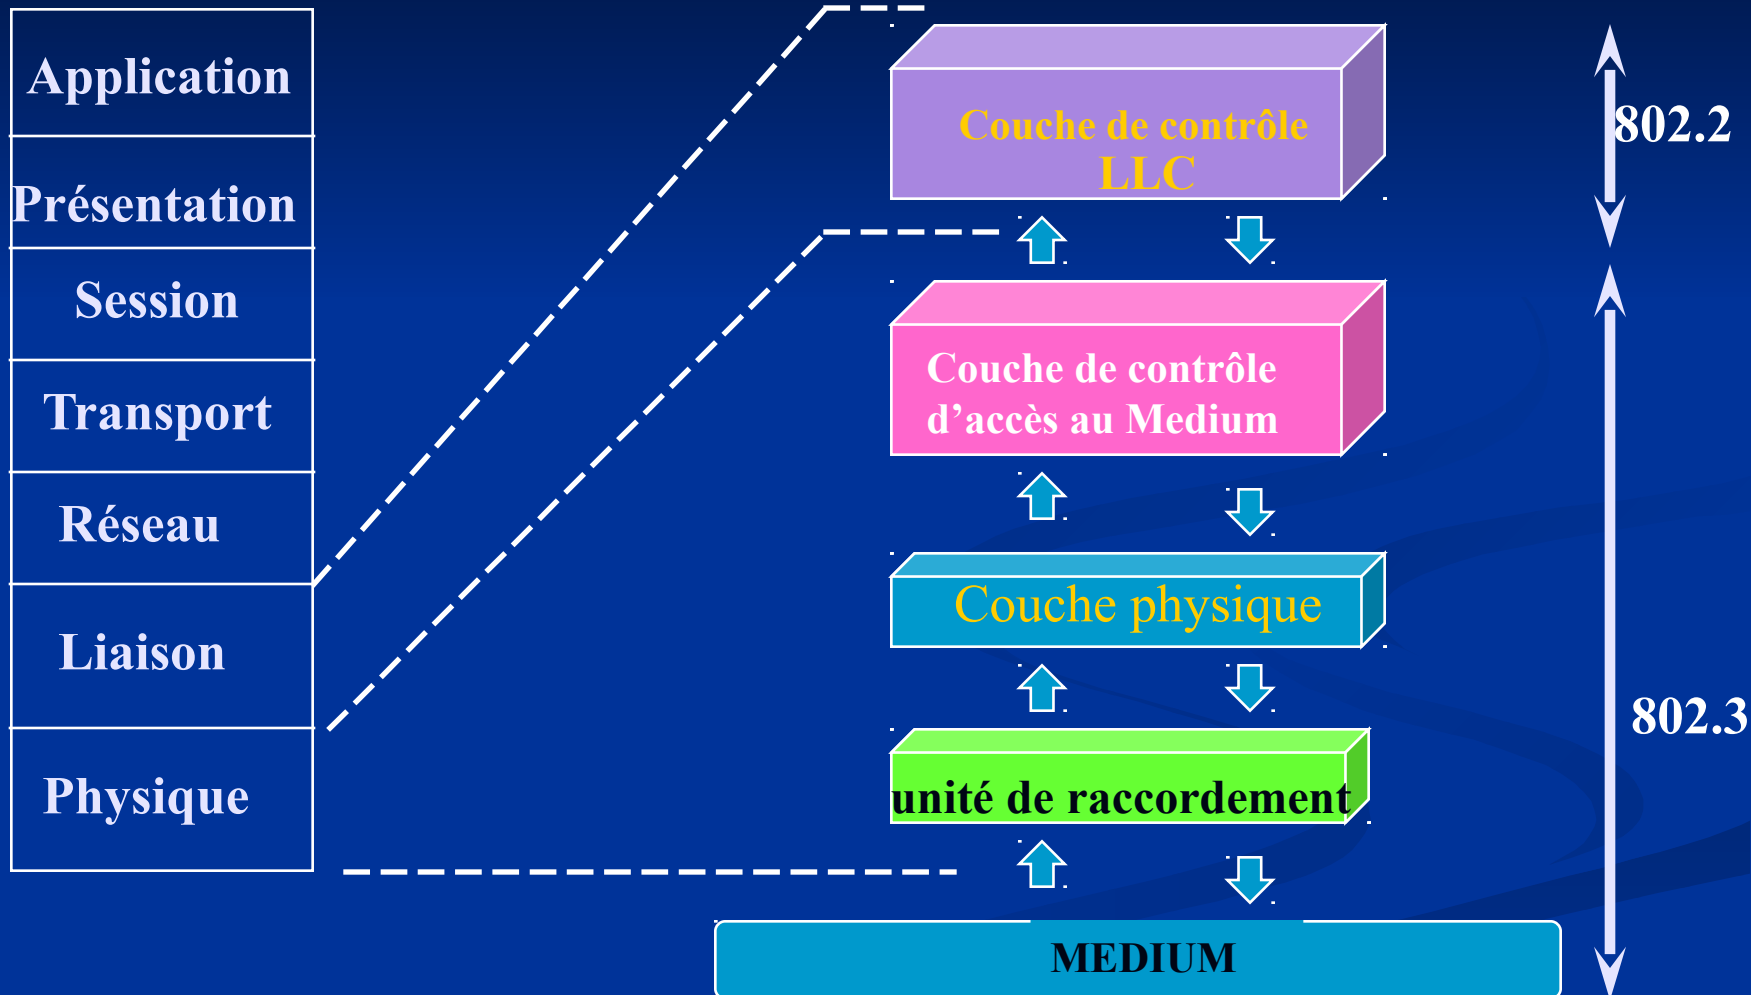 Application
Présentation
Session
Transport
Réseau
Liaison
Physique
Couche de contrôle
LLC
Couche de contrôle
d’accès au Medium
Couche physique
unité de raccordement
MEDIUM
802.2
802.3